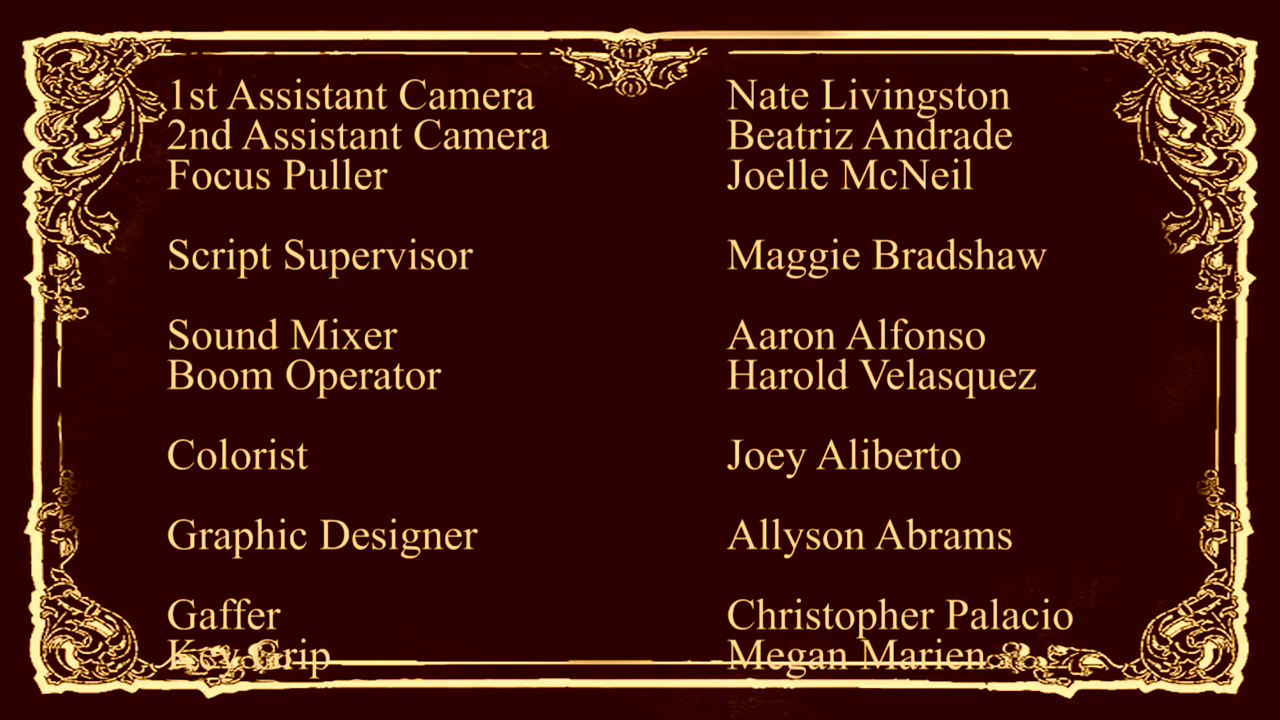 1st Assistant Camera Nate Livingston
2nd Assistant Camera Beatriz Andrade
Focus Puller Joelle McNeil
Script Supervisor Maggie Bradshaw
Sound Mixer Aaron Alfonso
Boom Operator Harold Velasquez
Colorist Joey Aliberto
Graphic Designer Allyson Abrams
Gaffer Christopher Palacio
Key Grip Megan Marien